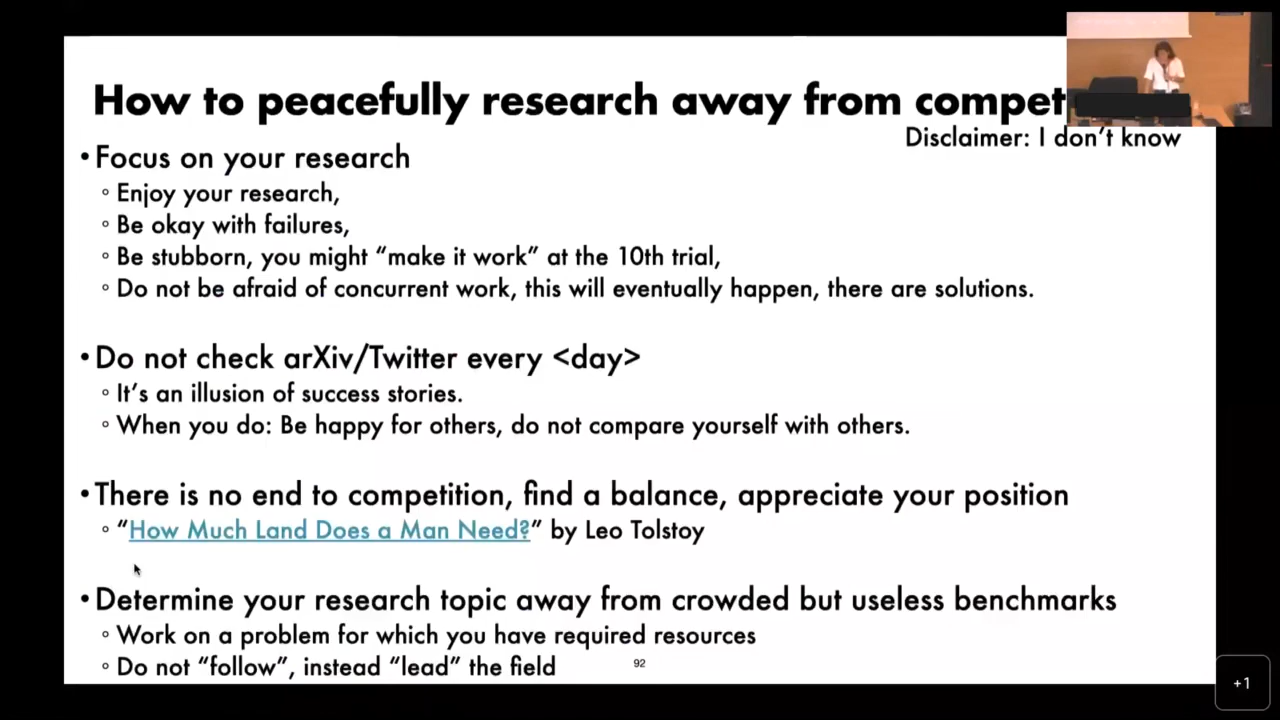 How to peacefully research away from compet
Disclaimer: I don't know
• Focus on your research
◦ Enjoy your research,
◦ Be okay with failures,
◦ Be stubborn, you might “make it work” at the 10th trial,
◦ Do not be afraid of concurrent work, this will eventually happen, there are solutions.
• Do not check arXiv/Twitter every <day>
◦ It's an illusion of success stories.
◦ When you do: Be happy for others, do not compare yourself with others.
• There is no end to competition, find a balance, appreciate your position
◦ “How Much Land Does a Man Need?” by Leo Tolstoy
• Determine your research topic away from crowded but useless benchmarks
◦ Work on a problem for which you have required resources
◦ Do not “follow”, instead “lead” the field
92
+1